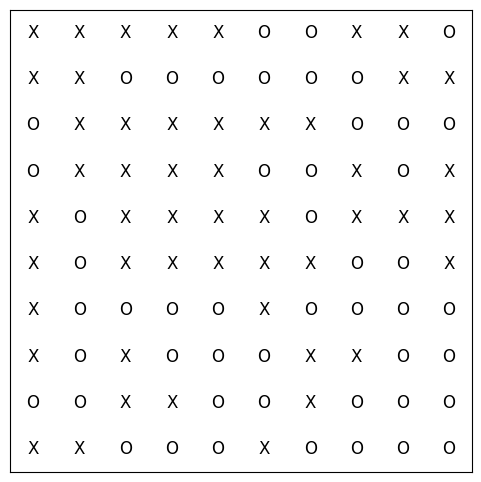 X X X X X O O X X O
X X O O O O O O X X
O X X X X X X O O O
O X X X X O O X O X
X O X X X X O X X X
X O X X X X X O O X
X O O O O X O O O O
X O X O O O X X O O
O O X X O O X O O O
X X O O O X O O O O